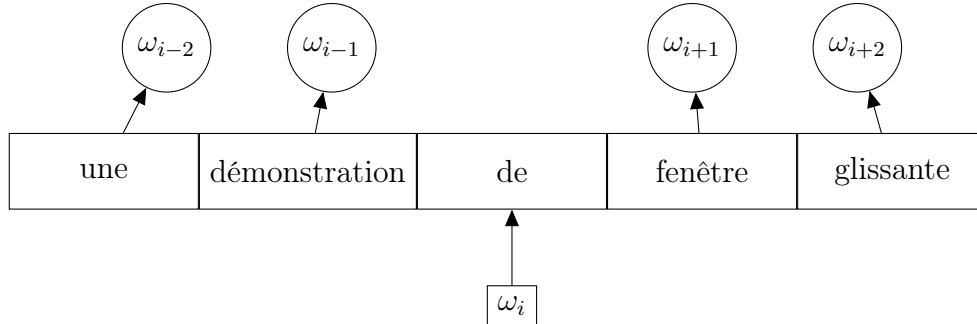 ω_{i−2} ω_{i−1} ω_{i+1} ω_{i+2}
une démonstration de fenêtre glissante
ω_i